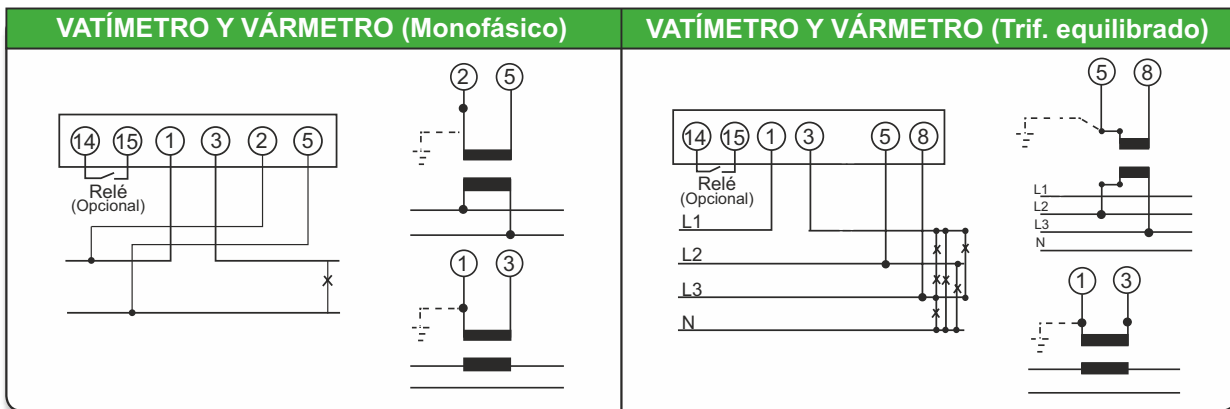 VATÍMETRO Y VÁRMETRO (Monofásico)
14 15 1 3 2 5
Relé
(Opcional)
2 5
1 3
VATÍMETRO Y VÁRMETRO (Trif. equilibrado)
14 15 1 3 5 8
Relé
(Opcional)
L1
L2
L3
N
5 8
L1
L2
L3
N
1 3